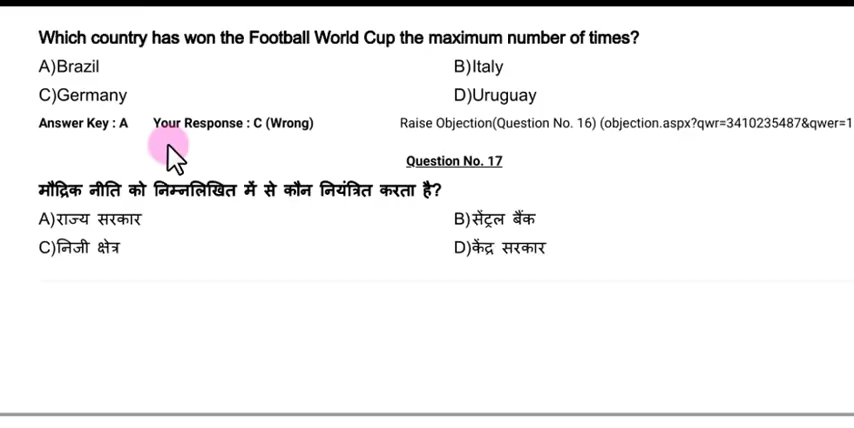 Which country has won the Football World Cup the maximum number of times?
A)Brazil B)Italy
C)Germany D)Uruguay
Answer Key : A Your Response : C (Wrong) Raise Objection(Question No. 16) (objection.aspx?qwr=3410235487&qwer=1
Question No. 17
मौद्रिक नीति को निम्नलिखित में से कौन नियंत्रित करता है?
A)राज्य सरकार B)सेंट्रल बैंक
C)निजी क्षेत्र D)केंद्र सरकार